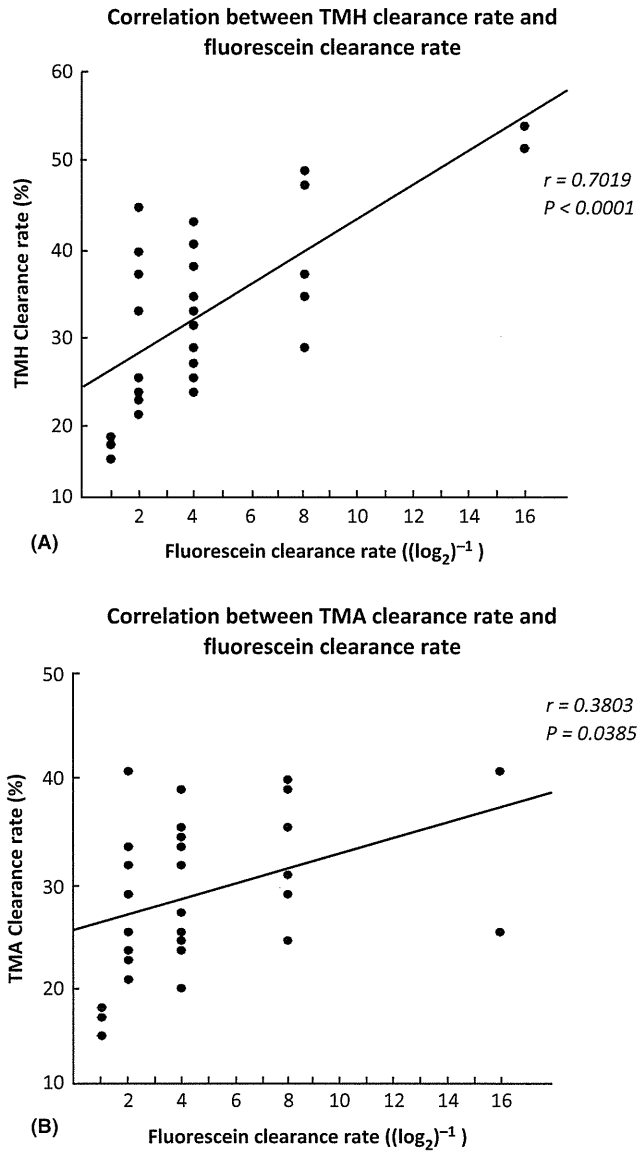 Correlation between TMH clearance rate and
fluorescein clearance rate
60
50
40
30
20
10
TMH Clearance rate (%)
r = 0.7019
P < 0.0001
2 4 6 8 10 12 14 16
(A)
Fluorescein clearance rate ((log₂)⁻¹ )
Correlation between TMA clearance rate and
fluorescein clearance rate
50
40
30
20
10
TMA Clearance rate (%)
r = 0.3803
P = 0.0385
2 4 6 8 10 12 14 16
(B)
Fluorescein clearance rate ((log₂)⁻¹ )